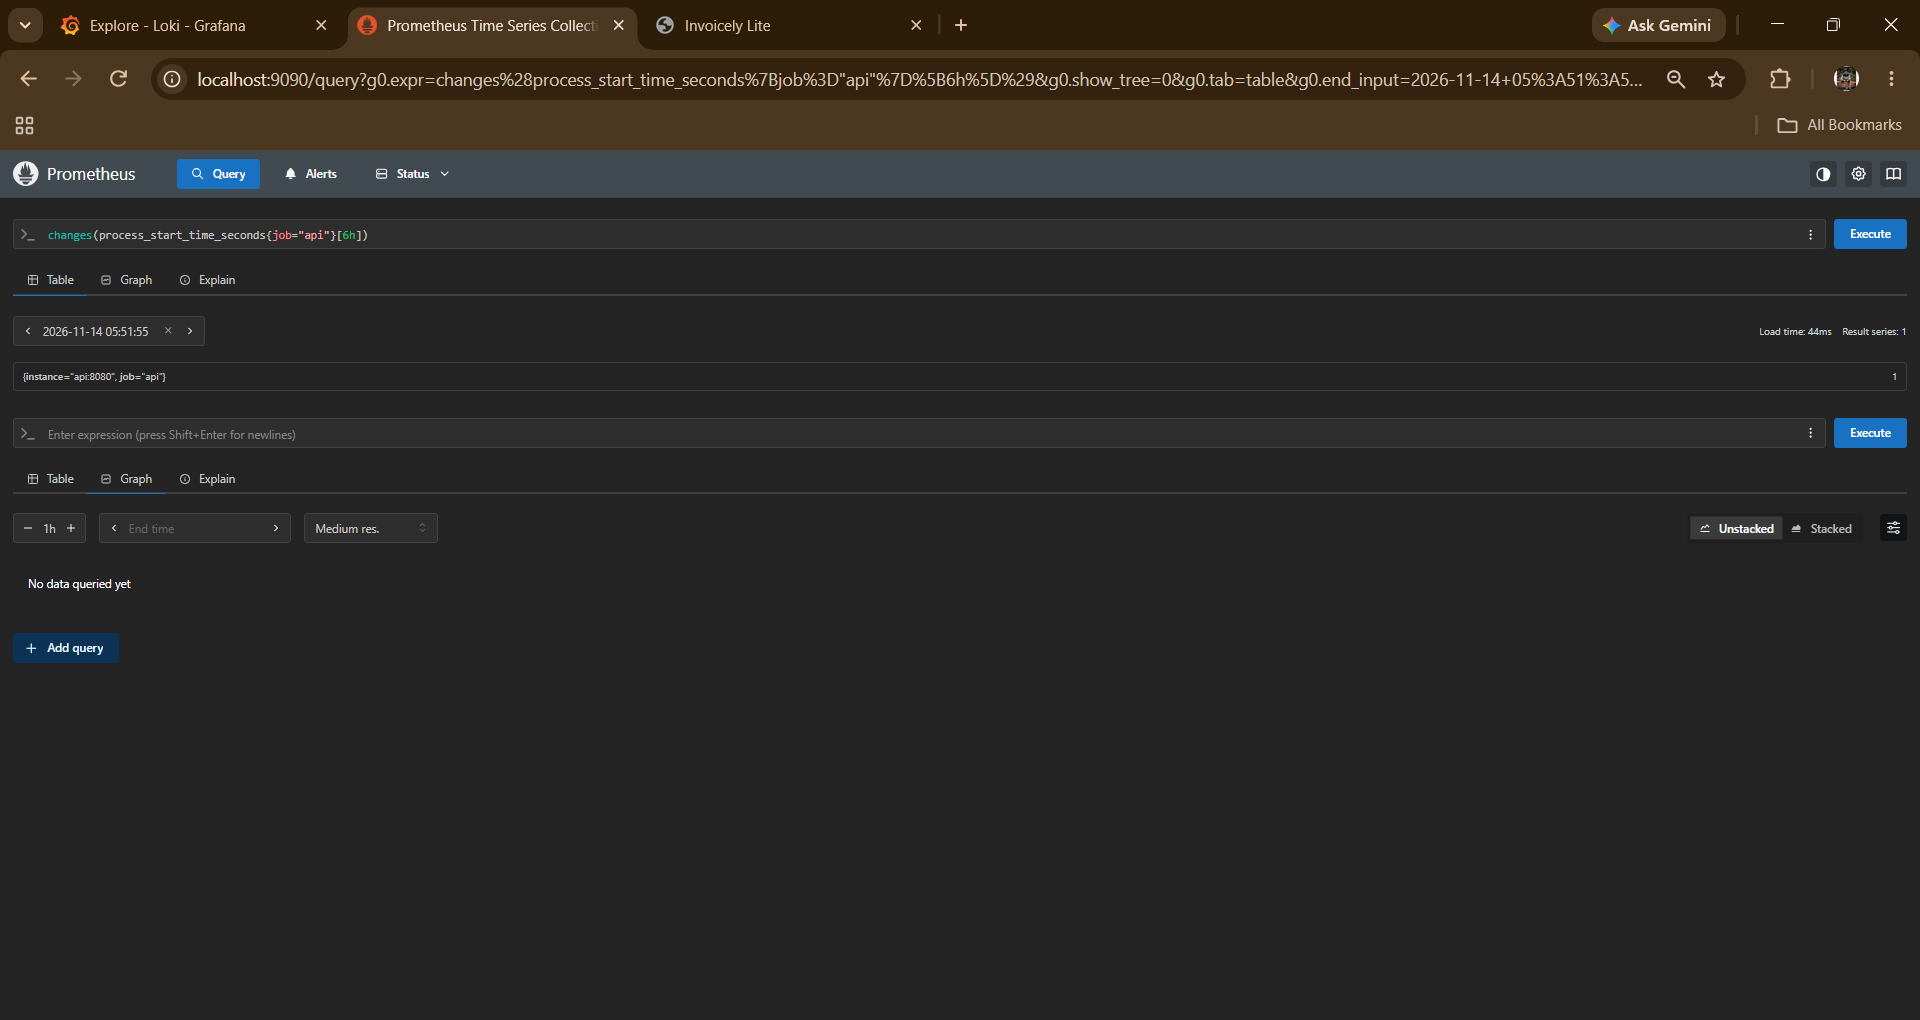 Explore - Loki - Grafana
Prometheus Time Series Collecti
Invoicely Lite
Ask Gemini
localhost:9090/query?g0.expr=changes%28process_start_time_seconds%7Bjob%3D"api"%7D%5B6h%5D%29&g0.show_tree=0&g0.tab=table&g0.end_input=2026-11-14+05%3A51%3A5...
All Bookmarks
Prometheus
Query
Alerts
Status
>_ changes(process_start_time_seconds{job="api"}[6h])
Execute
Table
Graph
Explain
2026-11-14 05:51:55
Load time: 44ms Result series: 1
{instance="api:8080", job="api"}
1
>_ Enter expression (press Shift+Enter for newlines)
Execute
Table
Graph
Explain
− 1h +
End time
Medium res.
Unstacked
Stacked
No data queried yet
+ Add query